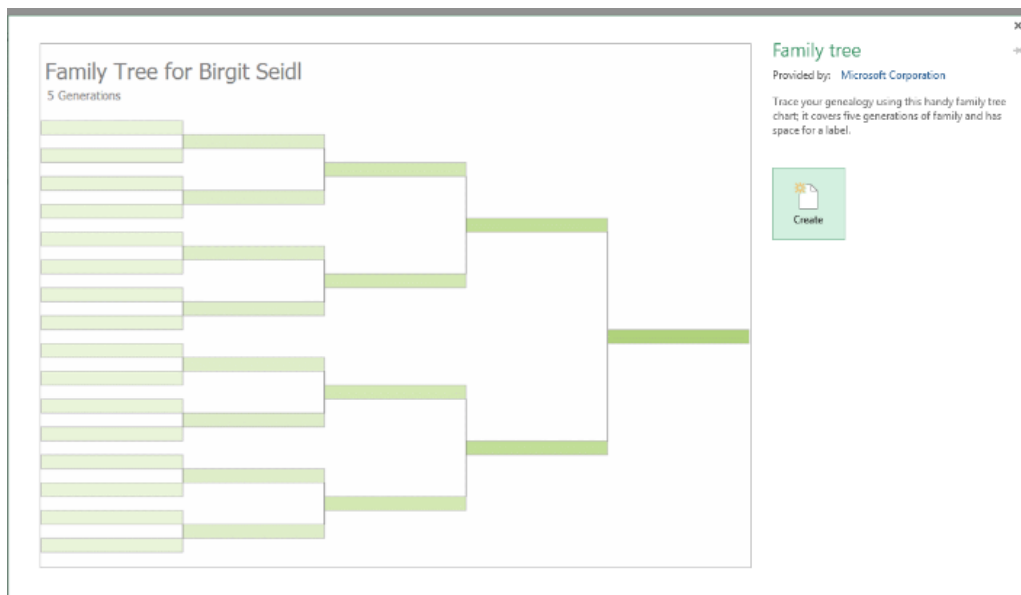 Family Tree for Birgit Seidl
5 Generations
Family tree
Provided by: Microsoft Corporation
Trace your genealogy using this handy family tree
chart; it covers five generations of family and has
space for a label.
Create